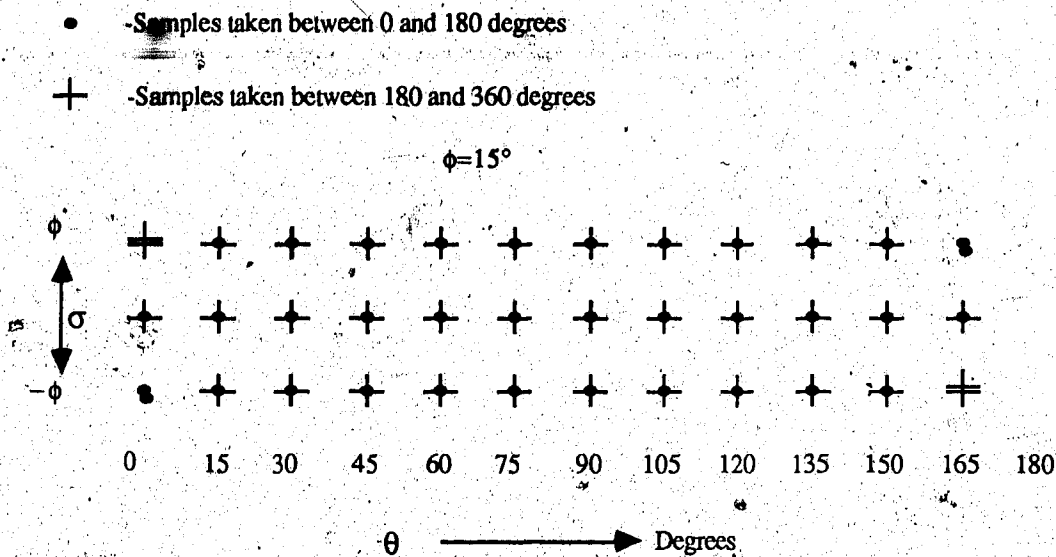 -Samples taken between 0 and 180 degrees
-Samples taken between 180 and 360 degrees
ϕ=15°
ϕ
σ
-ϕ
0 15 30 45 60 75 90 105 120 135 150 165 180
θ Degrees